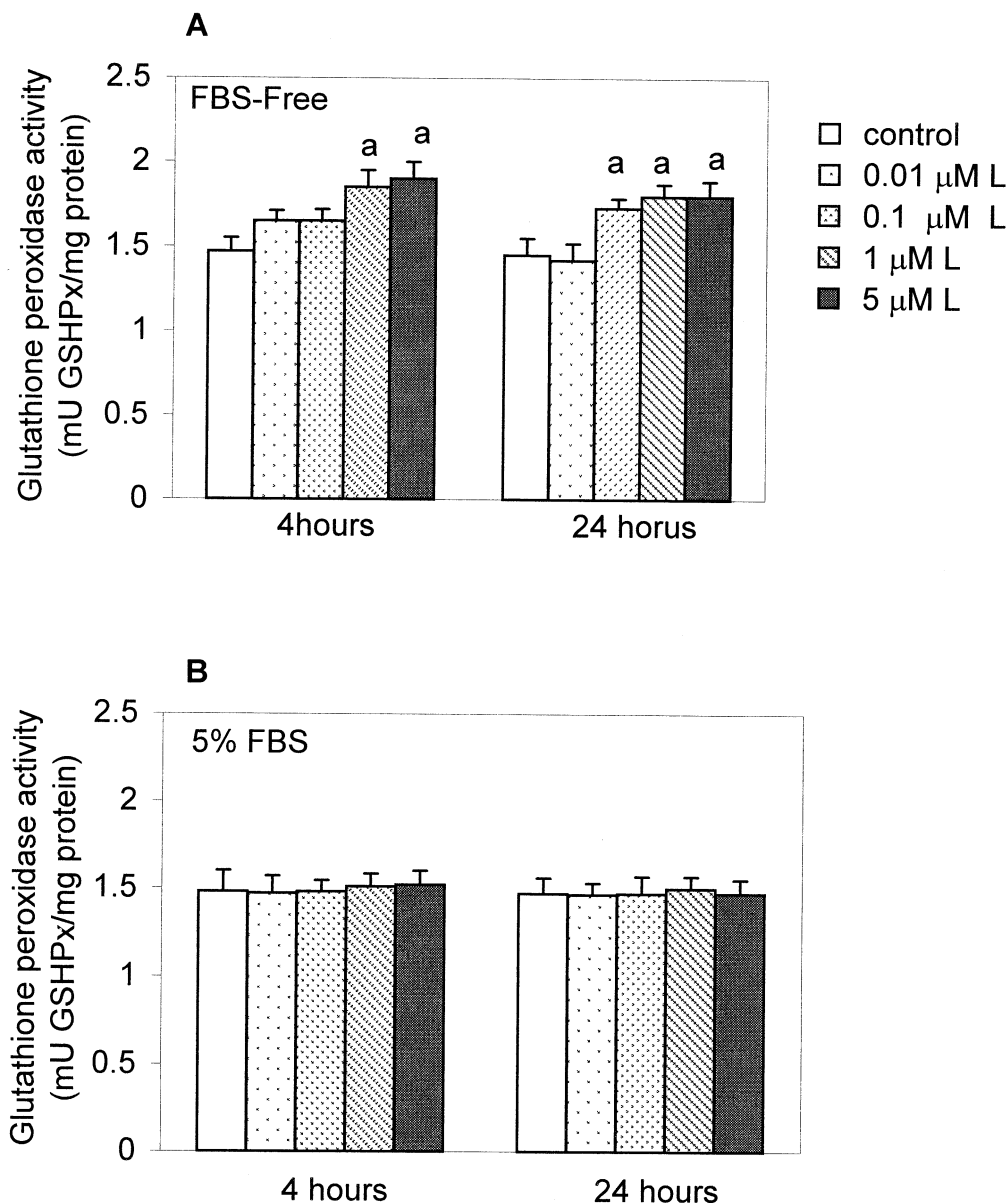 A
Glutathione peroxidase activity
(mU GSHPx/mg protein)
2.5
2
1.5
1
0.5
0
FBS-Free
a
a
a
a
a
4hours
24 horus
control
0.01 μM L
0.1 μM L
1 μM L
5 μM L
B
Glutathione peroxidase activity
(mU GSHPx/mg protein)
2.5
2
1.5
1
0.5
0
5% FBS
4 hours
24 hours